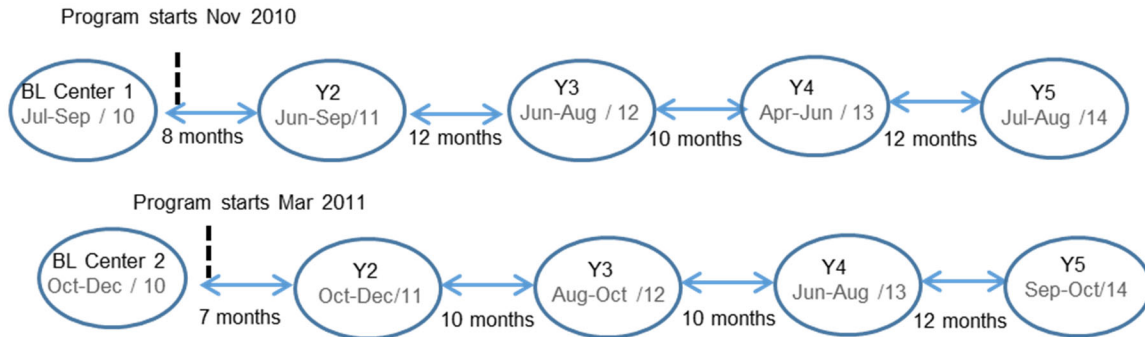 Program starts Nov 2010
BL Center 1
Jul-Sep / 10
8 months
Y2
Jun-Sep/11
12 months
Y3
Jun-Aug / 12
10 months
Y4
Apr-Jun / 13
12 months
Y5
Jul-Aug /14
Program starts Mar 2011
BL Center 2
Oct-Dec / 10
7 months
Y2
Oct-Dec/11
10 months
Y3
Aug-Oct /12
10 months
Y4
Jun-Aug /13
12 months
Y5
Sep-Oct/14